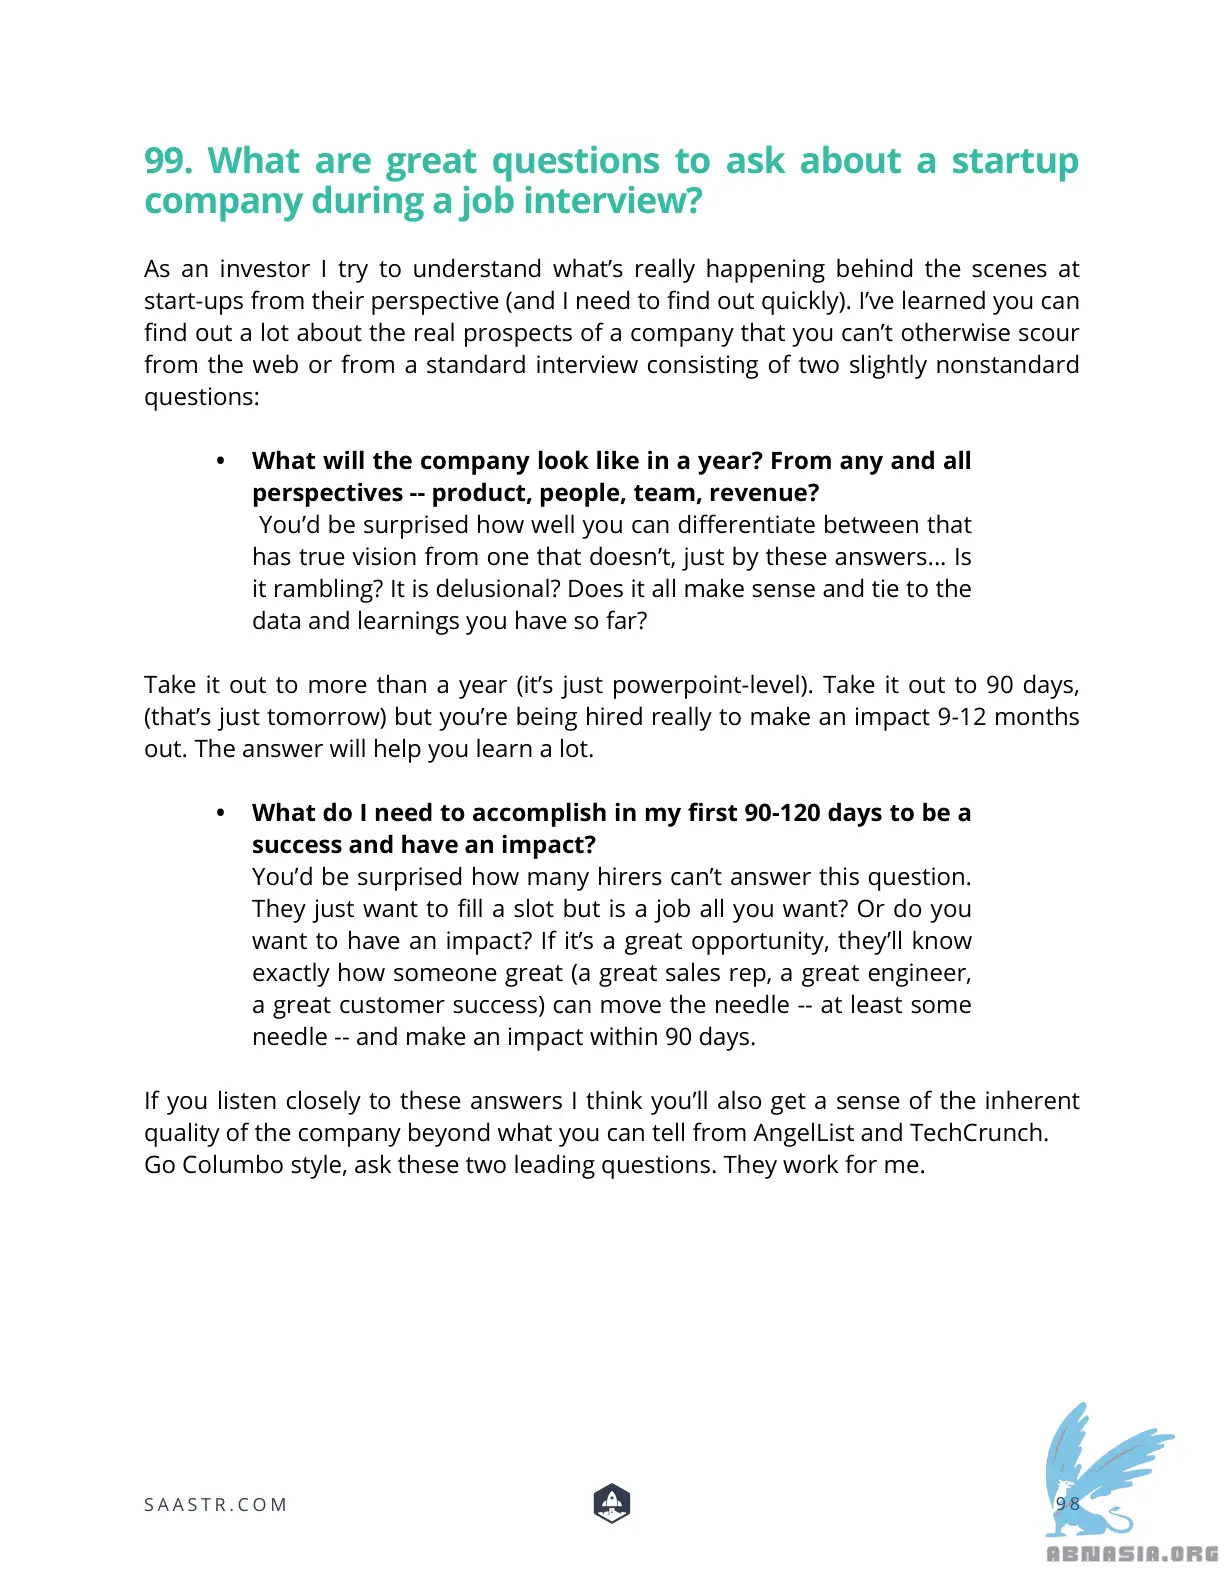 99. What are great questions to ask about a startup
company during a job interview?
As an investor I try to understand what’s really happening behind the scenes at
start-ups from their perspective (and I need to find out quickly). I’ve learned you can
find out a lot about the real prospects of a company that you can’t otherwise scour
from the web or from a standard interview consisting of two slightly nonstandard
questions:
• What will the company look like in a year? From any and all
perspectives -- product, people, team, revenue?
You’d be surprised how well you can differentiate between that
has true vision from one that doesn’t, just by these answers... Is
it rambling? It is delusional? Does it all make sense and tie to the
data and learnings you have so far?
Take it out to more than a year (it’s just powerpoint-level). Take it out to 90 days,
(that’s just tomorrow) but you’re being hired really to make an impact 9-12 months
out. The answer will help you learn a lot.
• What do I need to accomplish in my first 90-120 days to be a
success and have an impact?
You’d be surprised how many hirers can’t answer this question.
They just want to fill a slot but is a job all you want? Or do you
want to have an impact? If it’s a great opportunity, they’ll know
exactly how someone great (a great sales rep, a great engineer,
a great customer success) can move the needle -- at least some
needle -- and make an impact within 90 days.
If you listen closely to these answers I think you’ll also get a sense of the inherent
quality of the company beyond what you can tell from AngelList and TechCrunch.
Go Columbo style, ask these two leading questions. They work for me.
SAASTR.COM
98
ABNASIA.ORG